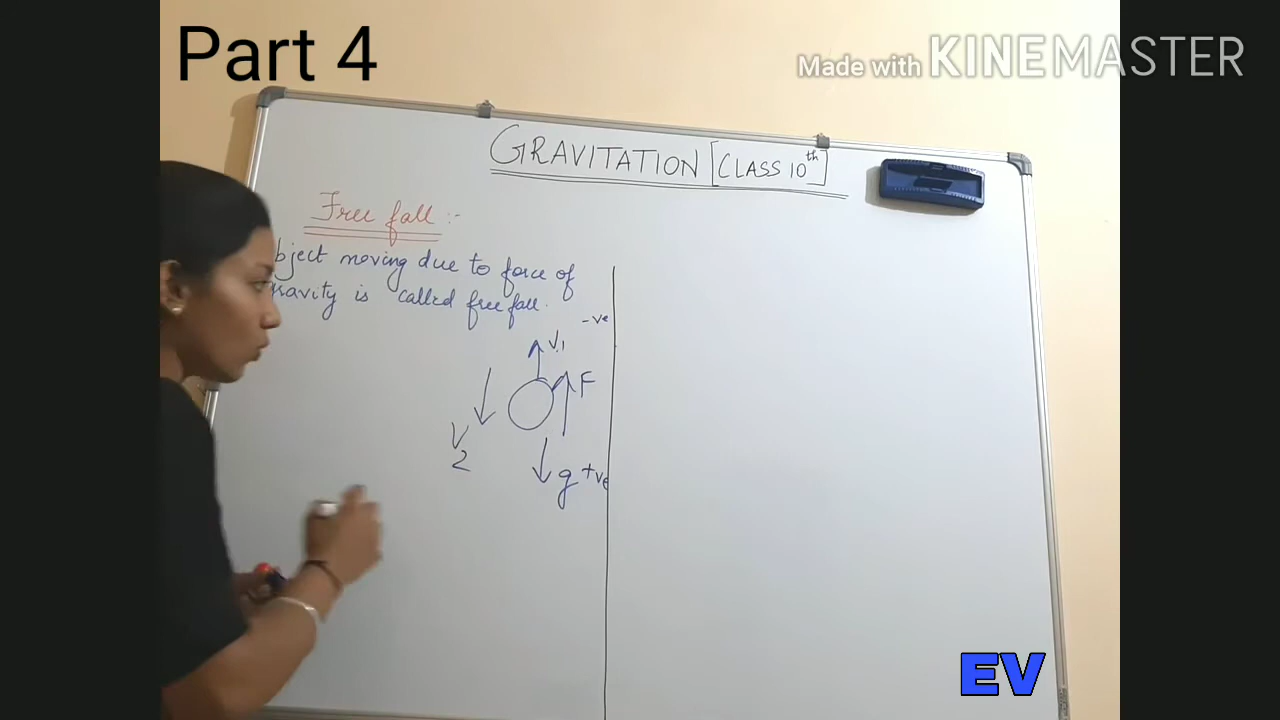 Part 4
Made with KINEMASTER
GRAVITATION [CLASS 10th]
Free fall :-
bject moving due to force of
ravity is called free fall.
-ve
V1
F
V2
g +ve
EV